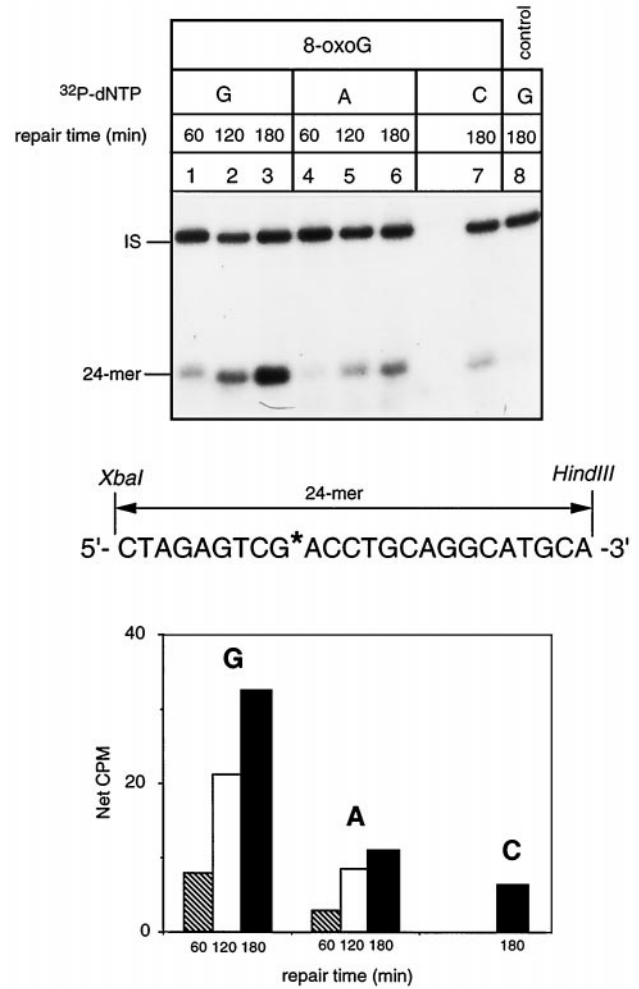 8-oxoG control
³²P-dNTP G A C G
repair time (min) 60 120 180 60 120 180 180 180
1 2 3 4 5 6 7 8
IS
24-mer
XbaI HindIII
24-mer
5'- CTAGAGTCG*ACCTGCAGGCATGCA -3'
40
G
Net CPM
20
A
C
0
60 120 180 60 120 180 180
repair time (min)